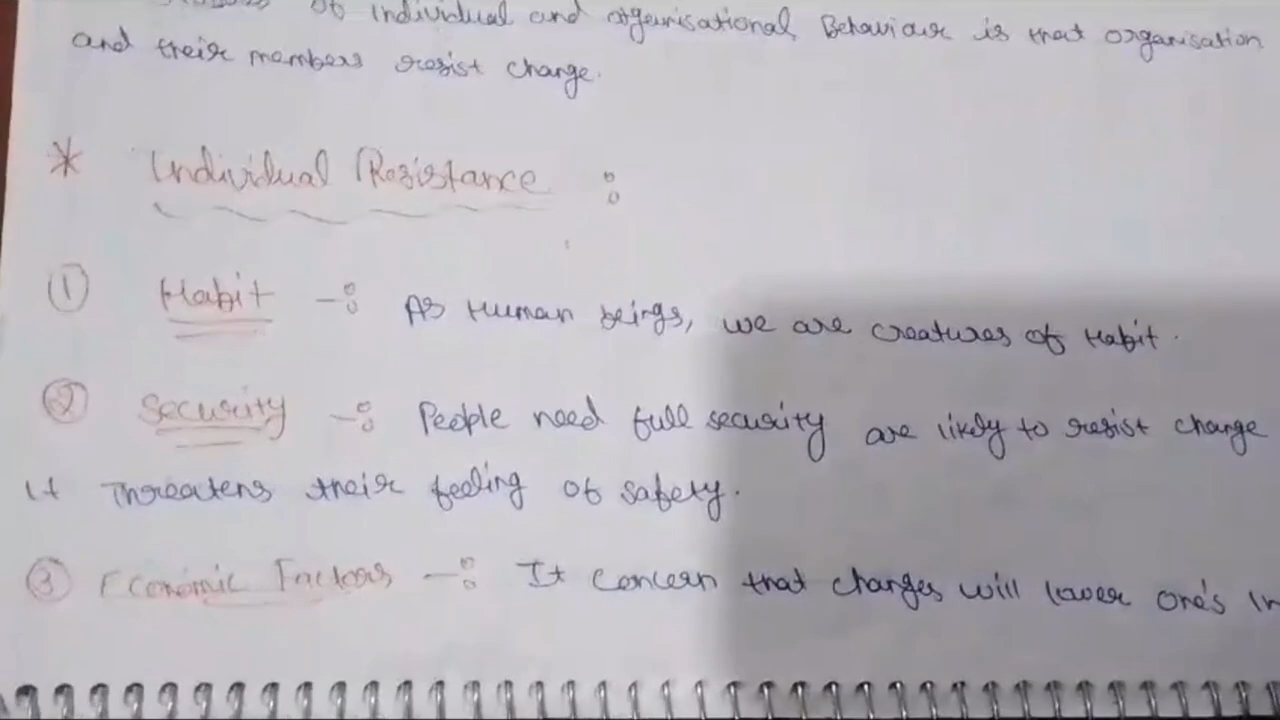 of individual and organisational Behaviour is that organisation
and their members resist change.
* Individual Resistance :
① Habit -: As Human beings, we are creatures of Habit.
② Security -: People need full security are likely to resist change
It Threatens their feeling of safety.
③ Economic Factors -: It concern that changes will lower one's In